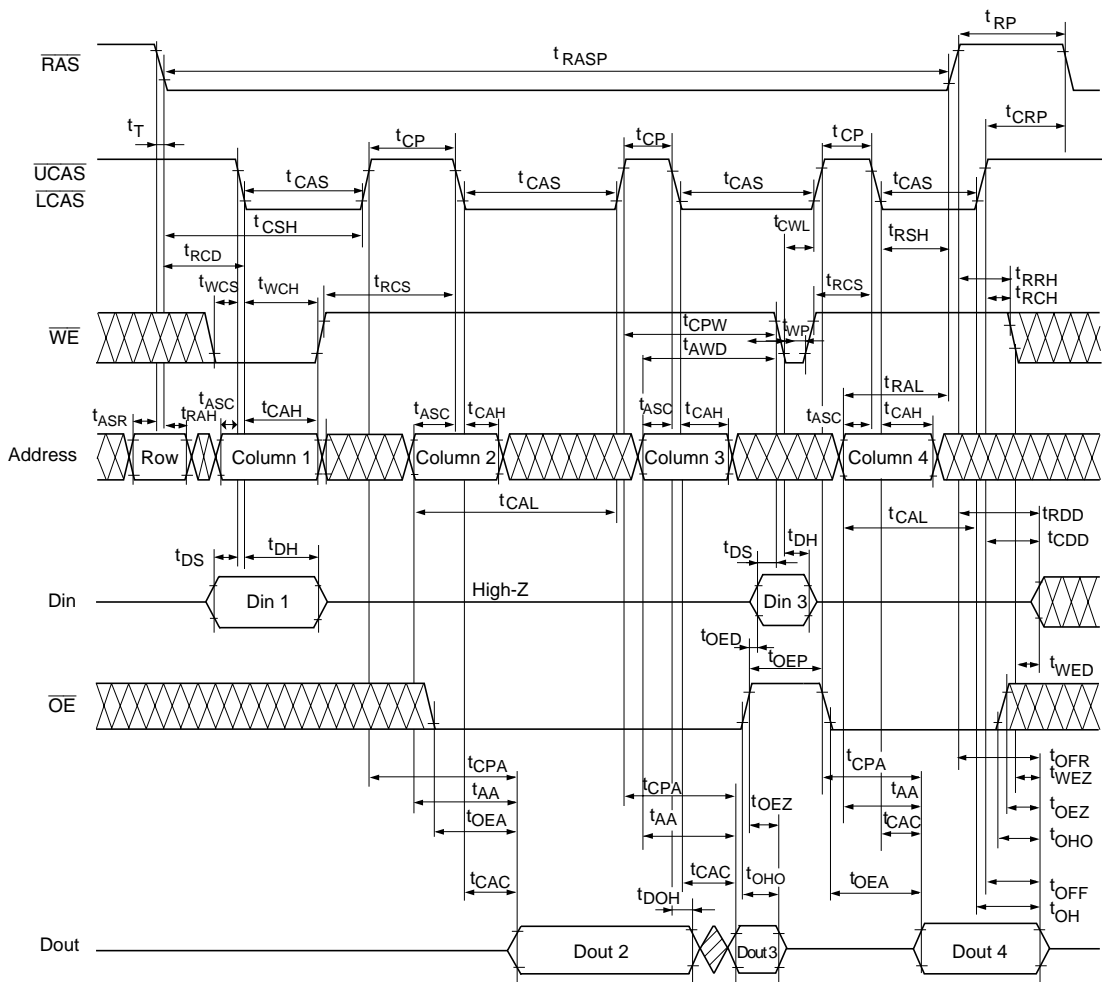 tRP
RAS
tRASP
tT
tCP
tCP
tCP
tCRP
UCAS
LCAS
tCAS
tCAS
tCAS
tCAS
tCSH
tCWL
tRSH
tRCD
tWCS
tWCH
tRCS
tRCS
tRRH
tRCH
WE
tCPW
tWP
tAWD
tRAL
tASR
tRAH
tASC
tCAH
tASC
tCAH
tASC
tCAH
tASC
tCAH
Address
Row
Column 1
Column 2
Column 3
Column 4
tCAL
tCAL
tRDD
tCDD
tDS
tDH
tDS
tDH
Din
Din 1
High-Z
Din 3
tOED
tOEP
tWED
OE
tCPA
tCPA
tCPA
tOFR
tWEZ
tAA
tAA
tOEZ
tAA
tOEZ
tOEA
tCAC
tOHO
tCAC
tCAC
tOHO
tOEA
tOFF
tDOH
tOH
Dout
Dout 2
Dout 3
Dout 4